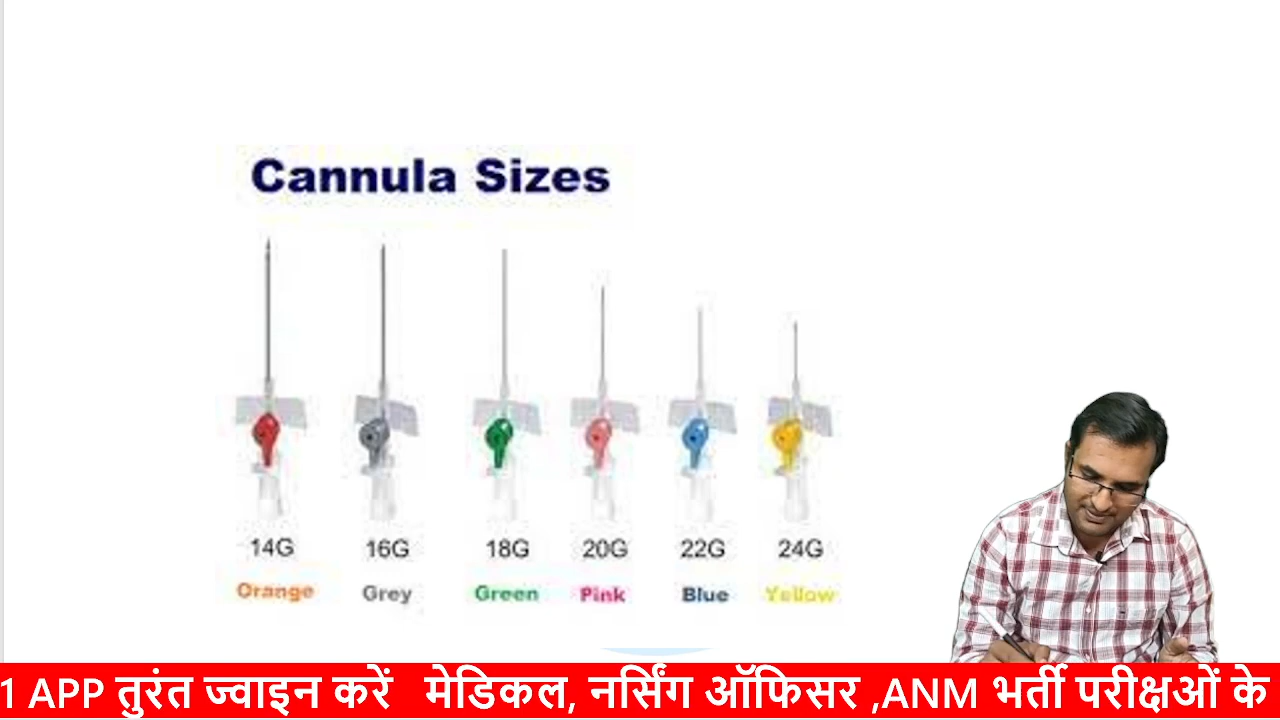 Cannula Sizes
14G 16G 18G 20G 22G 24G
Orange Grey Green Pink Blue Yellow
1 APP तुरंत ज्वाइन करें मेडिकल, नर्सिंग ऑफिसर ,ANM भर्ती परीक्षओं के